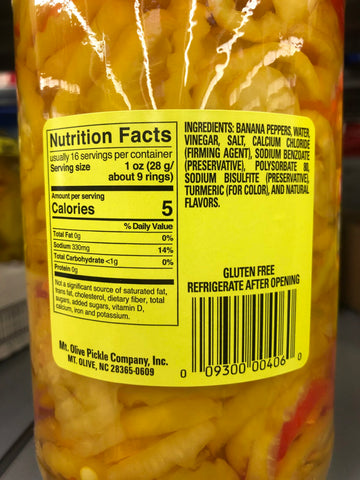 Nutrition Facts
usually 16 servings per container
Serving size 1 oz (28 g/
about 9 rings)
Amount per serving
Calories 5
% Daily Value
Total Fat 0g 0%
Sodium 330mg 14%
Total Carbohydrate <1g 0%
Protein 0g
Not a significant source of saturated fat,
trans fat, cholesterol, dietary fiber, total
sugars, added sugars, vitamin D,
calcium, iron and potassium.
Mt. Olive Pickle Company, Inc.
MT. OLIVE, NC 28365-0609
INGREDIENTS: BANANA PEPPERS, WATER,
VINEGAR, SALT, CALCIUM CHLORIDE
(FIRMING AGENT), SODIUM BENZOATE
(PRESERVATIVE), POLYSORBATE 80,
SODIUM BISULFITE (PRESERVATIVE),
TURMERIC (FOR COLOR), AND NATURAL
FLAVORS.
GLUTEN FREE
REFRIGERATE AFTER OPENING
0 09300 00406 0